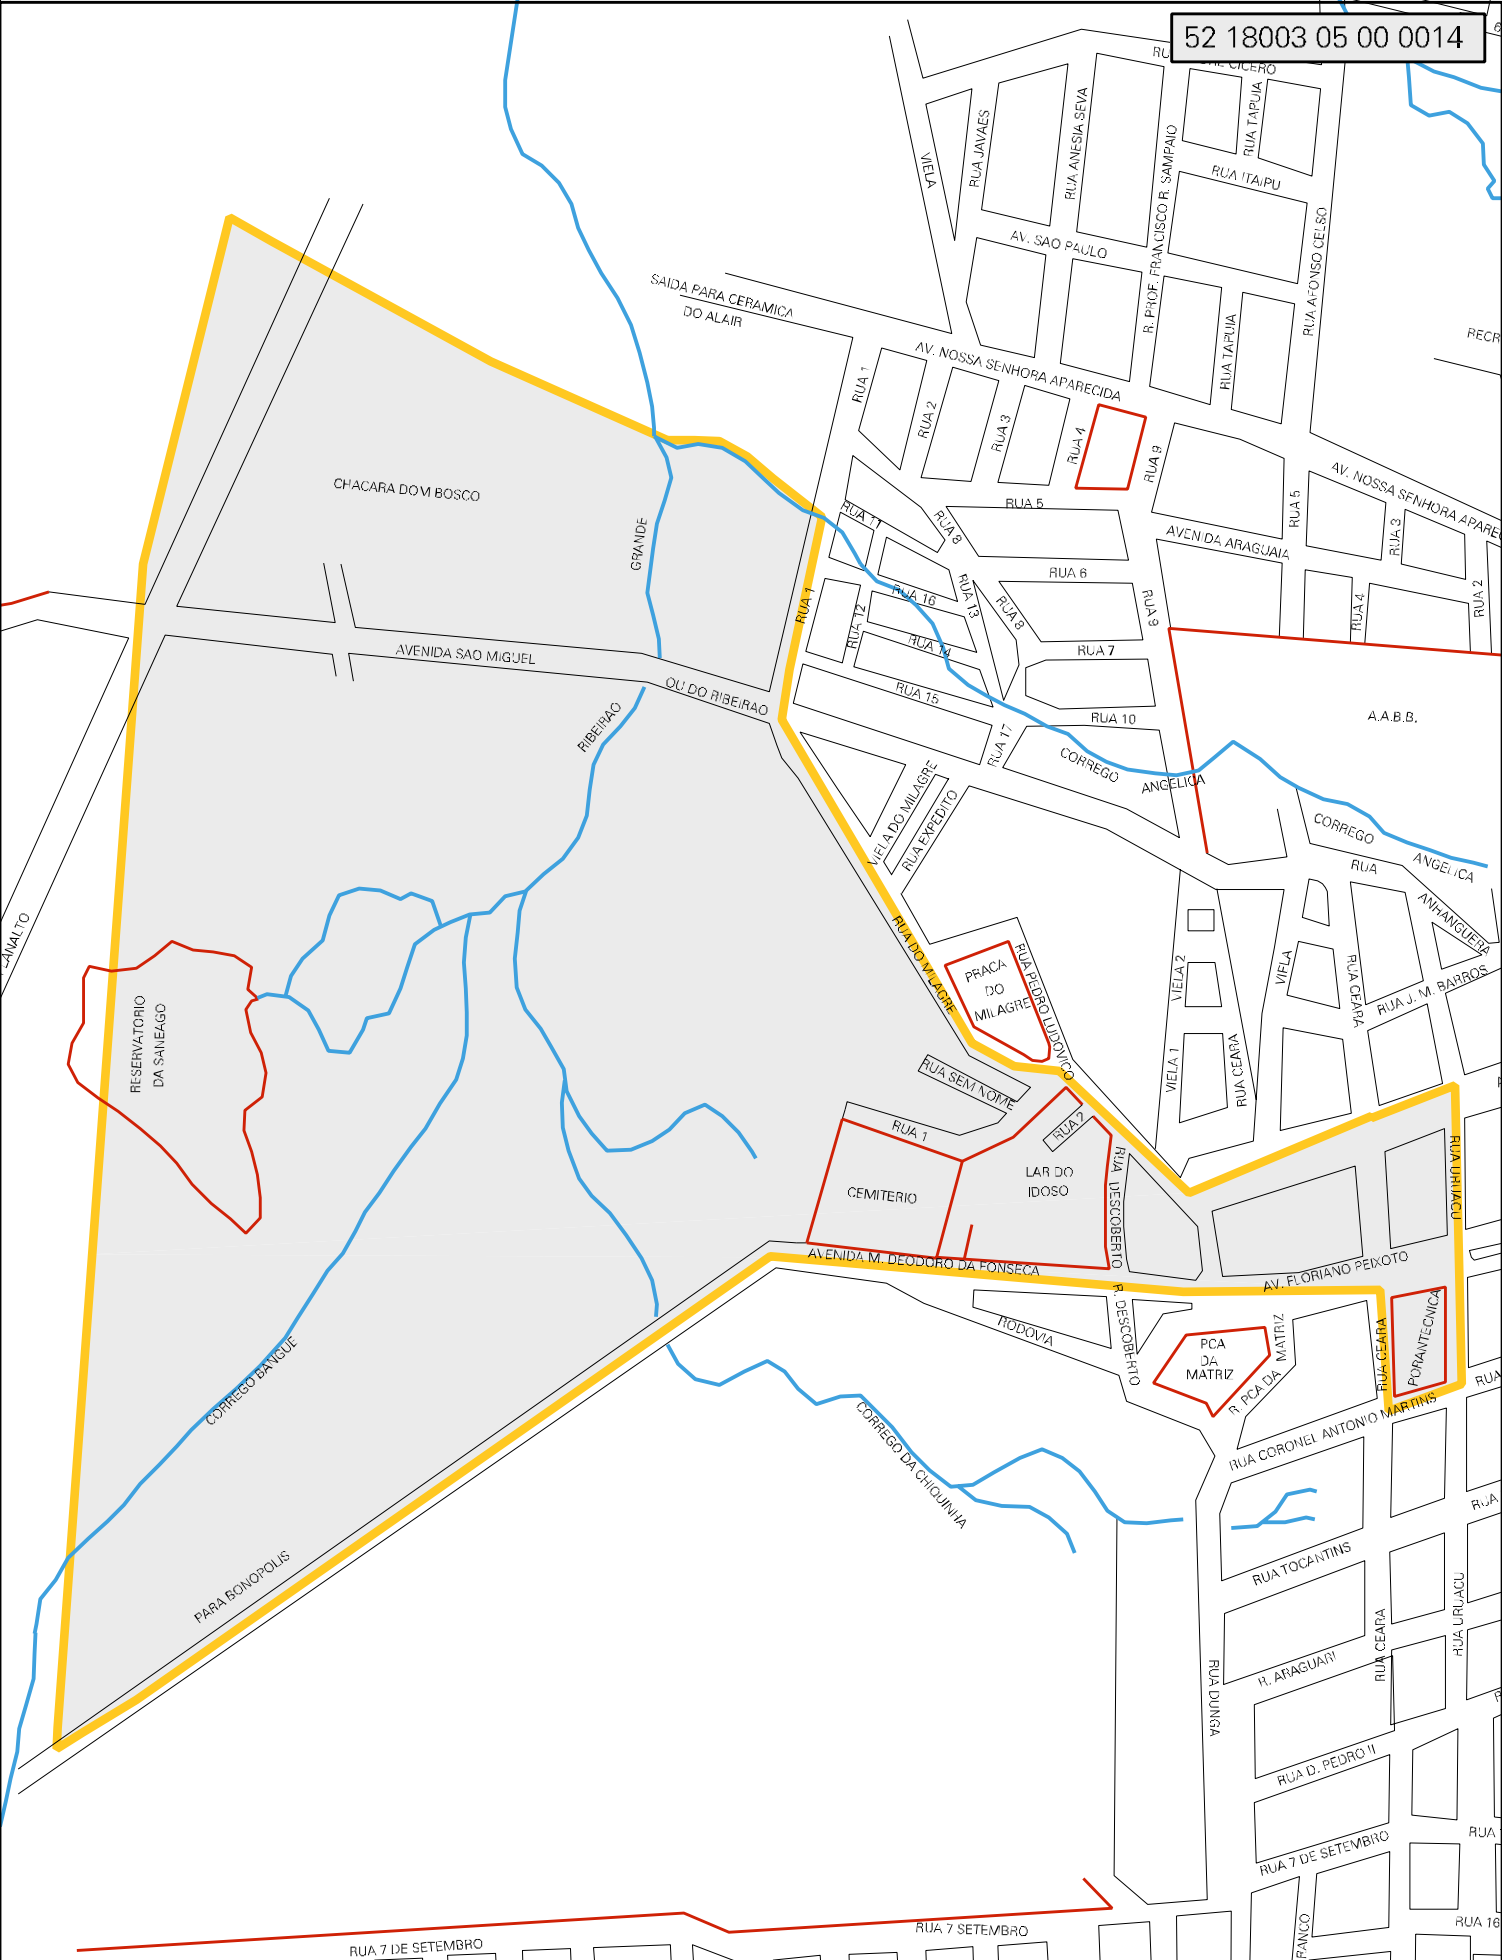 52 18003 05 00 0014
CICERO
RUA TAPUIA
RUA ANESIA SEVA
RUA JAVAES
VIELA
R. PROF. FRANCISCO R. SAMPAIO
RUA ITAIPU
RUA AFONSO CELSO
AV. SAO PAULO
SAIDA PARA CERAMICA
DO ALAIR
RUA TAPUIA
AV. NOSSA SENHORA APARECIDA
RECR
RUA 1
RUA 2
RUA 3
RUA 4
RUA 9
RUA 5
AV. NOSSA SENHORA APAREC
CHACARA DOM BOSCO
GRANDE
RUA 11
RUA 8
RUA 5
RUA 3
AVENIDA ARAGUAIA
RUA 6
RUA 1
RUA 12
RUA 16
RUA 13
RUA 8
RUA 9
RUA 4
RUA 2
RUA 14
RUA 7
AVENIDA SAO MIGUEL
OU DO RIBEIRAO
RUA 15
RUA 10
A.A.B.B.
RIBEIRAO
RUA 17
CORREGO
ANGELICA
VIELA DO MILAGRE
RUA EXPEDITO
CORREGO
ANGELICA
RUA
ANHANGUERA
LANALTO
RUA DO MILAGRE
PRACA
DO
MILAGRE
RUA PEDRO LUDOVICO
VIELA 2
VIELA
RUA CEARA
RUA J. M. BARROS
RESERVATORIO
DA SANEAGO
VIELA 1
RUA CEARA
RUA SEM NOME
RUA 1
RUA 2
CEMITERIO
LAR DO
IDOSO
RUA DESCOBERTO
RUA URUACU
AVENIDA M. DEODORO DA FONSECA
AV. FLORIANO PEIXOTO
RODOVIA
R. DESCOBERTO
PCA
DA
MATRIZ
R. PCA DA MATRIZ
RUA CEARA
PORANTECNICA
RUA
CORREGO BANGUE
CORREGO DA CHIQUINHA
RUA CORONEL ANTONIO MARTINS
RUA
PARA BONOPOLIS
RUA TOCANTINS
RUA CEARA
RUA URUACU
RUA DUNGA
R. ARAGUARI
RUA D. PEDRO II
RUA
RUA 7 DE SETEMBRO
RUA 7 SETEMBRO
RUA 7 DE SETEMBRO
RANCO
RUA 16